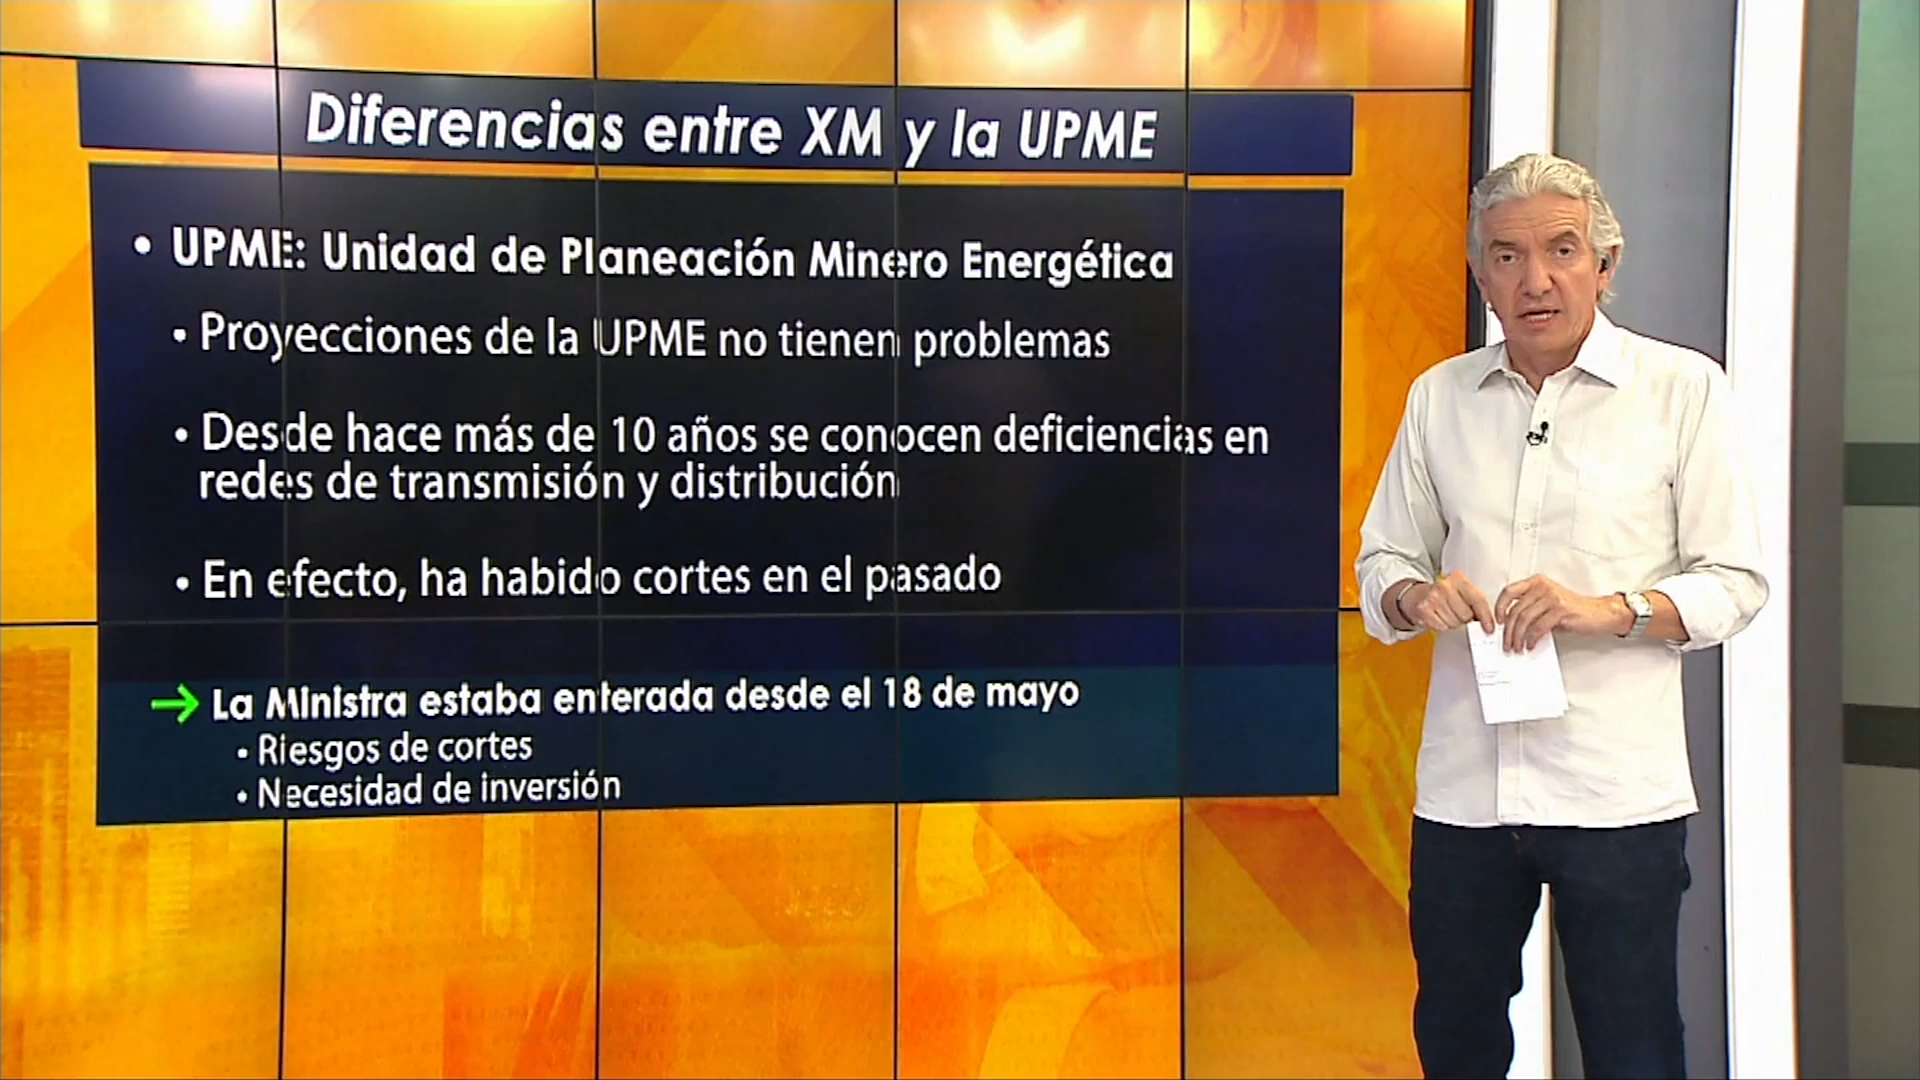 Diferencias entre XM y la UPME
• UPME: Unidad de Planeación Minero Energética
• Proyecciones de la UPME no tienen problemas
• Desde hace más de 10 años se conocen deficiencias en
redes de transmisión y distribución
• En efecto, ha habido cortes en el pasado
→ La Ministra estaba enterada desde el 18 de mayo
• Riesgos de cortes
• Necesidad de inversión